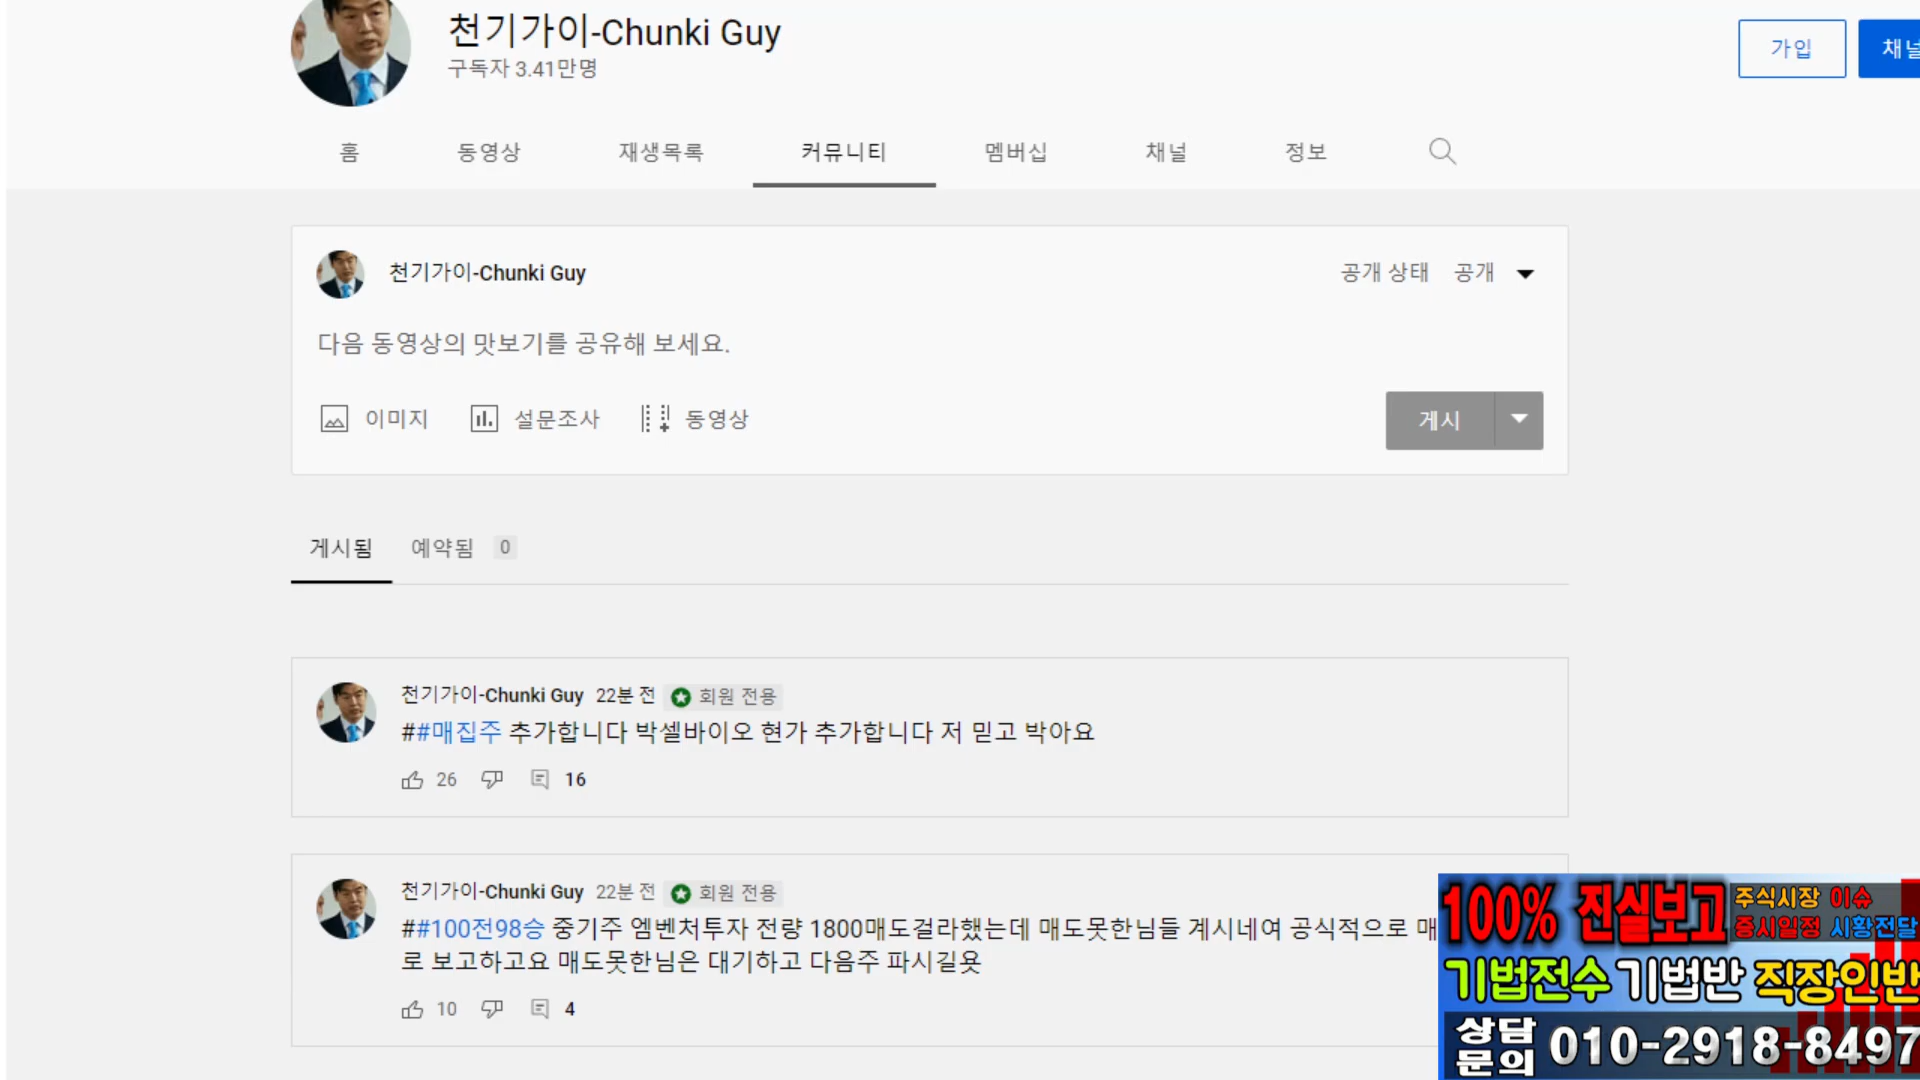 천기가이-Chunki Guy
구독자 3.41만명
가입
채널
홈
동영상
재생목록
커뮤니티
멤버십
채널
정보
천기가이-Chunki Guy
공개 상태 공개
다음 동영상의 맛보기를 공유해 보세요.
이미지
설문조사
동영상
게시
게시됨
예약됨 0
천기가이-Chunki Guy 22분 전 회원 전용
##매집주 추가합니다 박셀바이오 현가 추가합니다 저 믿고 박아요
26 16
천기가이-Chunki Guy 22분 전 회원 전용
##100전98승 중기주 엠벤처투자 전량 1800매도걸라했는데 매도못한님들 계시네여 공식적으로 매
로 보고하고요 매도못한님은 대기하고 다음주 파시길욧
10 4
100% 진실보고 주식시장 이슈
증시일정 시황전달
기법전수 기법반 직장인반
상담
문의 010-2918-8497